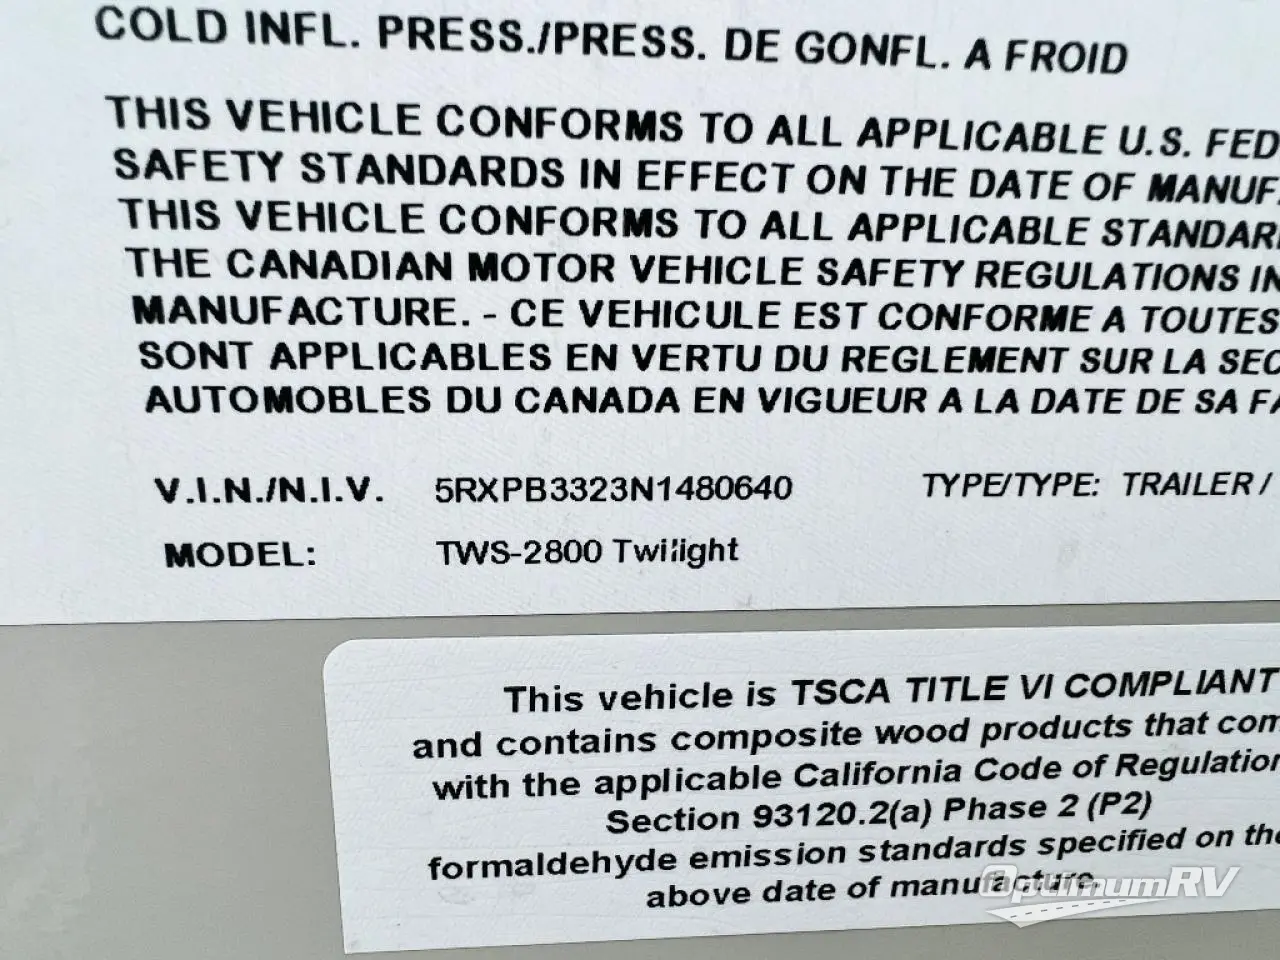 COLD INFL. PRESS./PRESS. DE GONFL. A FROID
THIS VEHICLE CONFORMS TO ALL APPLICABLE U.S. FED
SAFETY STANDARDS IN EFFECT ON THE DATE OF MANUFA
THIS VEHICLE CONFORMS TO ALL APPLICABLE STANDAR
THE CANADIAN MOTOR VEHICLE SAFETY REGULATIONS IN
MANUFACTURE. - CE VEHICULE EST CONFORME A TOUTES
SONT APPLICABLES EN VERTU DU REGLEMENT SUR LA SEC
AUTOMOBLES DU CANADA EN VIGUEUR A LA DATE DE SA FA
V.I.N./N.I.V. 5RXPB3323N1480640 TYPE/TYPE: TRAILER /
MODEL: TWS-2800 Twilight
This vehicle is TSCA TITLE VI COMPLIANT
and contains composite wood products that com
with the applicable California Code of Regulation
Section 93120.2(a) Phase 2 (P2)
formaldehyde emission standards specified on the
above date of manufacture.
OptimumRV